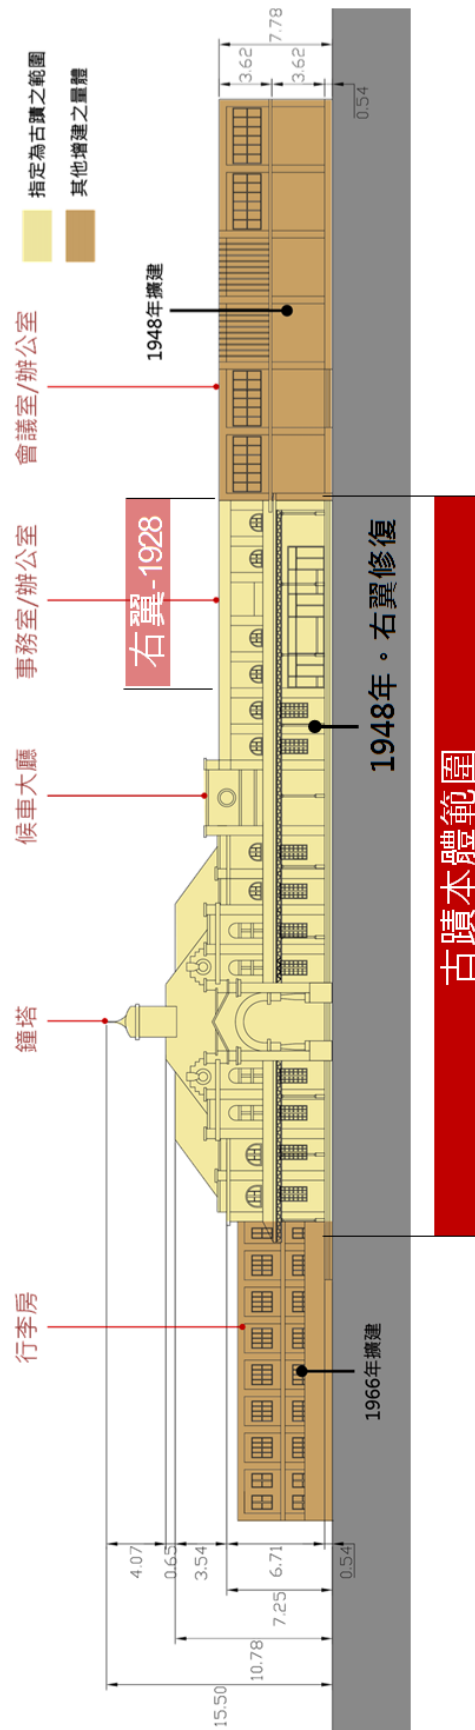 指定為古蹟之範圍
其他增建之量體
行李房
鐘塔
候車大廳
事務室/辦公室
會議室/辦公室
右翼-1928
1948年擴建
1948年。右翼修復
1966年擴建
古蹟本體範圍
4.07
0.65
3.54
6.71
0.54
7.25
10.78
15.50
3.62
3.62
7.78
0.54